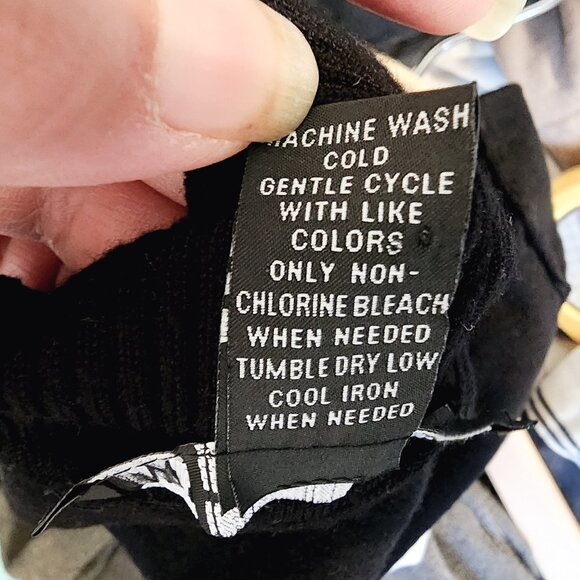 MACHINE WASH
COLD
GENTLE CYCLE
WITH LIKE
COLORS
ONLY NON-
CHLORINE BLEACH
WHEN NEEDED
TUMBLE DRY LOW
COOL IRON
WHEN NEEDED